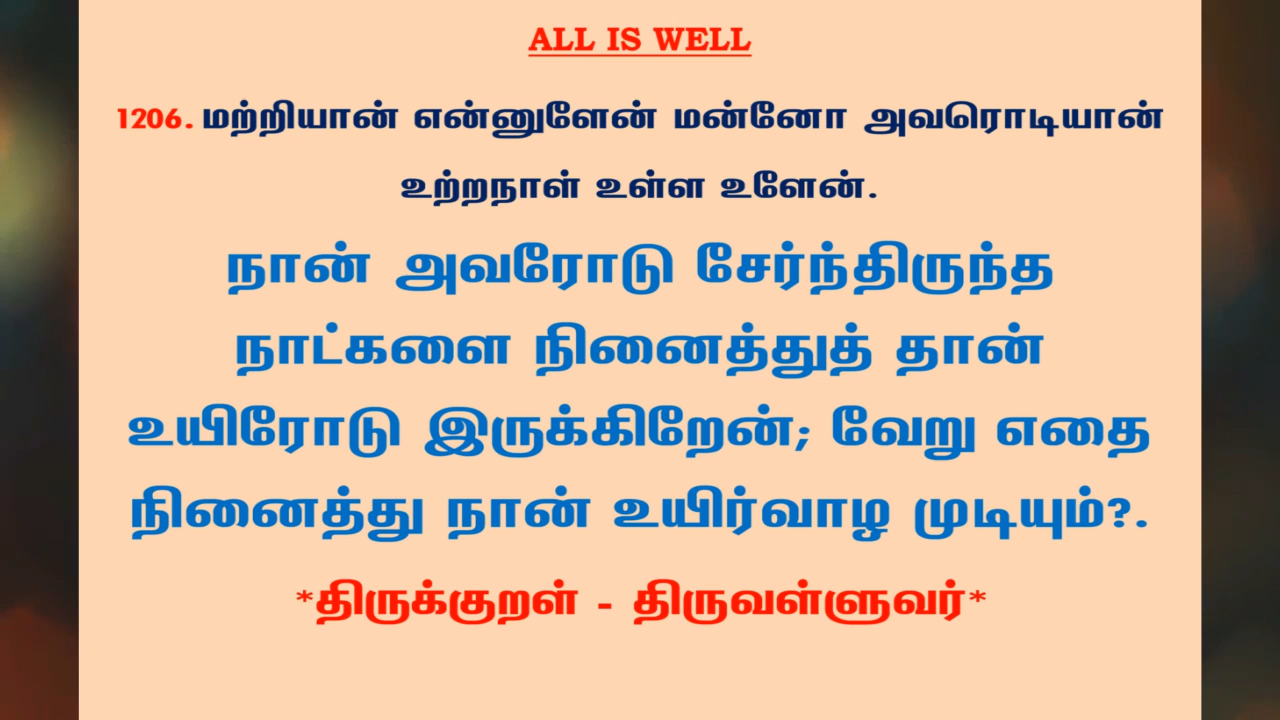 ALL IS WELL
1206. மற்றியான் என்னுளேன் மன்னோ அவரொடியான்
உற்றநாள் உள்ள உளேன்.
நான் அவரோடு சேர்ந்திருந்த
நாட்களை நினைத்துத் தான்
உயிரோடு இருக்கிறேன்; வேறு எதை
நினைத்து நான் உயிர்வாழ முடியும்?.
*திருக்குறள் - திருவள்ளுவர்*